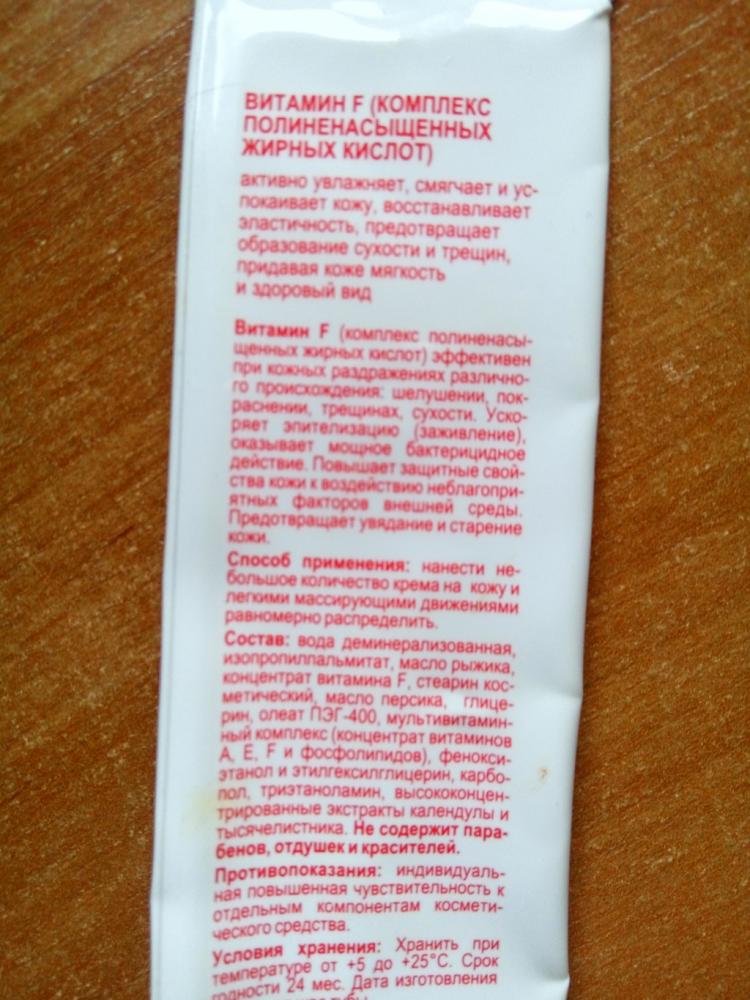 ВИТАМИН F (КОМПЛЕКС
ПОЛИНЕНАСЫЩЕННЫХ
ЖИРНЫХ КИСЛОТ)
активно увлажняет, смягчает и ус-
покаивает кожу, восстанавливает
эластичность, предотвращает
образование сухости и трещин,
придавая коже мягкость
и здоровый вид
Витамин F (комплекс полиненасы-
щенных жирных кислот) эффективен
при кожных раздражениях различно-
го происхождения: шелушении, пок-
раснении, трещинах, сухости. Уско-
ряет эпителизацию (заживление),
оказывает мощное бактерицидное
действие. Повышает защитные свой-
ства кожи к воздействию неблагопри-
ятных факторов внешней среды.
Предотвращает увядание и старение
кожи.
Способ применения: нанести не-
большое количество крема на кожу и
легкими массирующими движениями
равномерно распределить.
Состав: вода деминерализованная,
изопропилпальмитат, масло рыжика,
концентрат витамина F, стеарин кос-
метический, масло персика, глице-
рин, олеат ПЭГ-400, мультивитамин-
ный комплекс (концентрат витаминов
А, Е, F и фосфолипидов), фенокси-
этанол и этилгексилглицерин, карбо-
пол, триэтаноламин, высококонцен-
трированные экстракты календулы и
тысячелистника. Не содержит пара-
бенов, отдушек и красителей.
Противопоказания: индивидуаль-
ная повышенная чувствительность к
отдельным компонентам космети-
ческого средства.
Условия хранения: Хранить при
температуре от +5 до +25°С. Срок
годности 24 мес. Дата изготовления